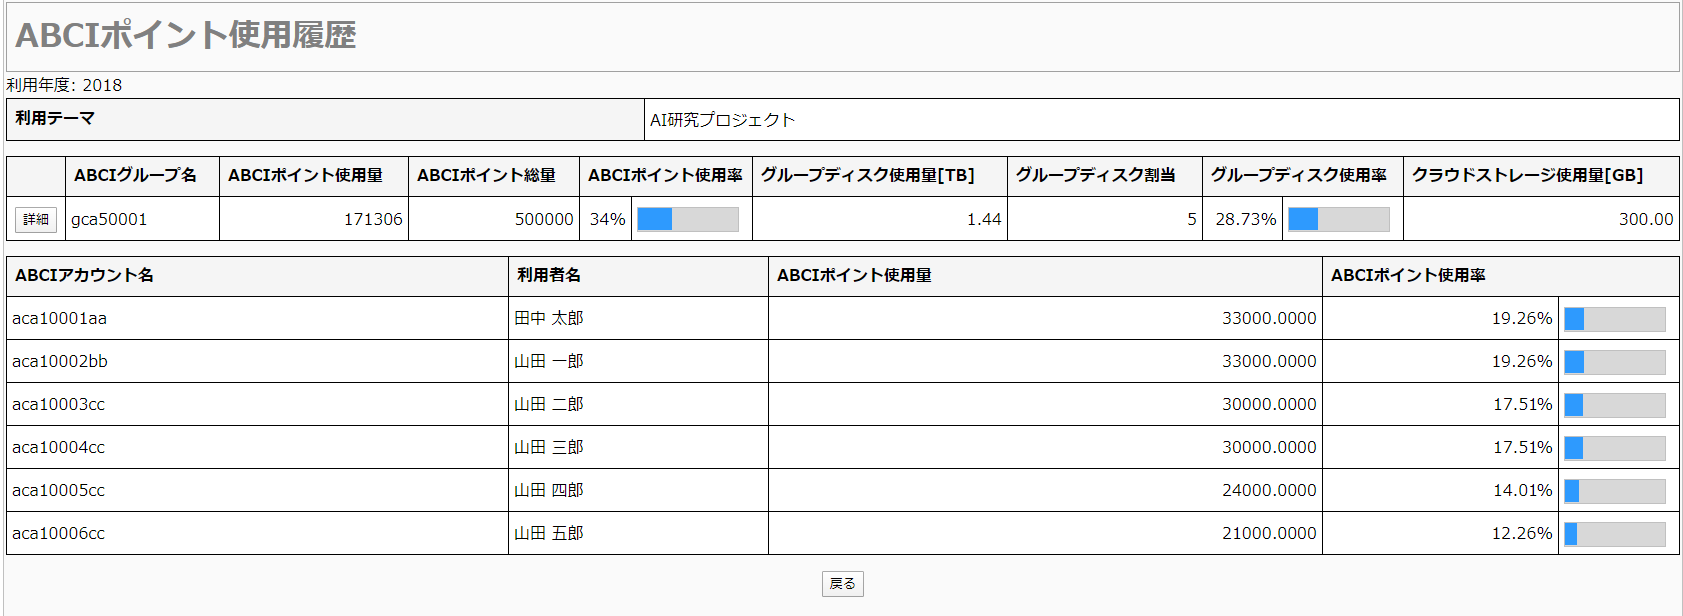 ABCIポイント使用履歴
利用年度: 2018
利用テーマ AI研究プロジェクト
ABCIグループ名 ABCIポイント使用量 ABCIポイント総量 ABCIポイント使用率 グループディスク使用量[TB] グループディスク割当 グループディスク使用率 クラウドストレージ使用量[GB]
詳細 gca50001 171306 500000 34% 1.44 5 28.73% 300.00
ABCIアカウント名 利用者名 ABCIポイント使用量 ABCIポイント使用率
aca10001aa 田中 太郎 33000.0000 19.26%
aca10002bb 山田 一郎 33000.0000 19.26%
aca10003cc 山田 二郎 30000.0000 17.51%
aca10004cc 山田 三郎 30000.0000 17.51%
aca10005cc 山田 四郎 24000.0000 14.01%
aca10006cc 山田 五郎 21000.0000 12.26%
戻る